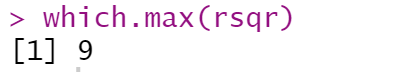 > which.max(rsqr)
[1] 9